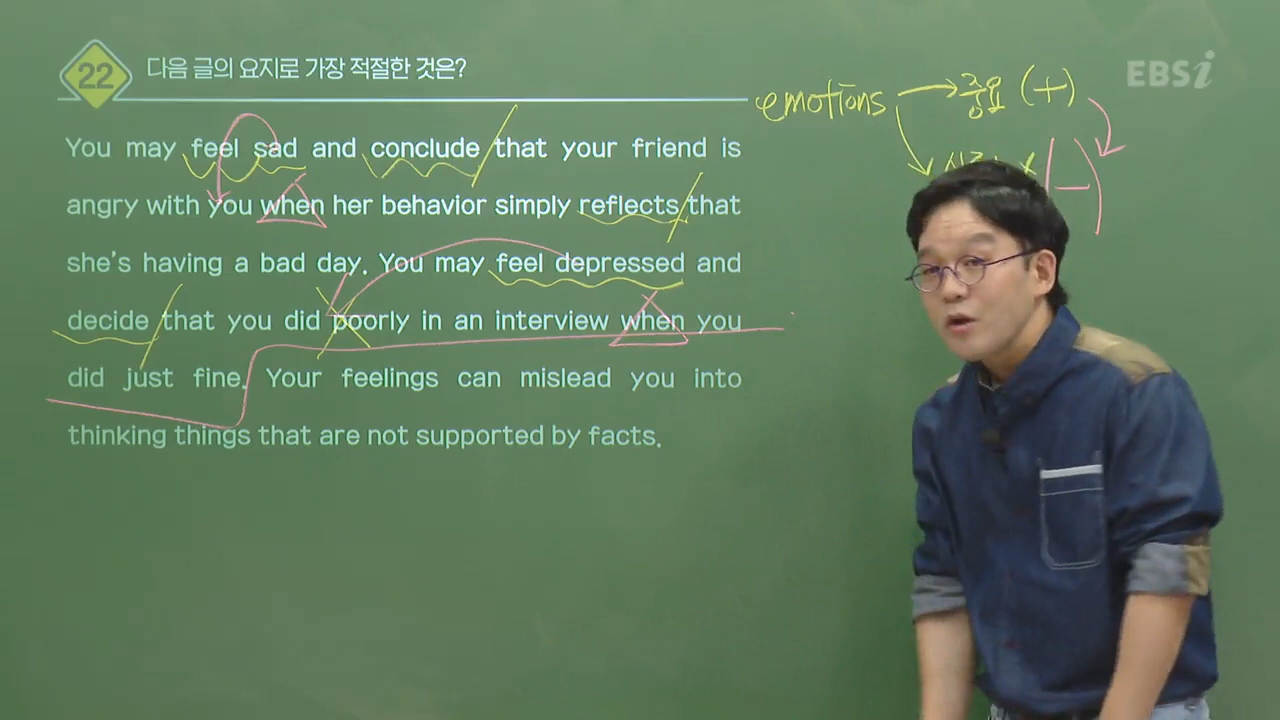 22 다음 글의 요지로 가장 적절한 것은?
EBSi
emotions → 중요 (+)
(-)
You may feel sad and conclude that your friend is
angry with you when her behavior simply reflects that
she's having a bad day. You may feel depressed and
decide that you did poorly in an interview when you
did just fine. Your feelings can mislead you into
thinking things that are not supported by facts.